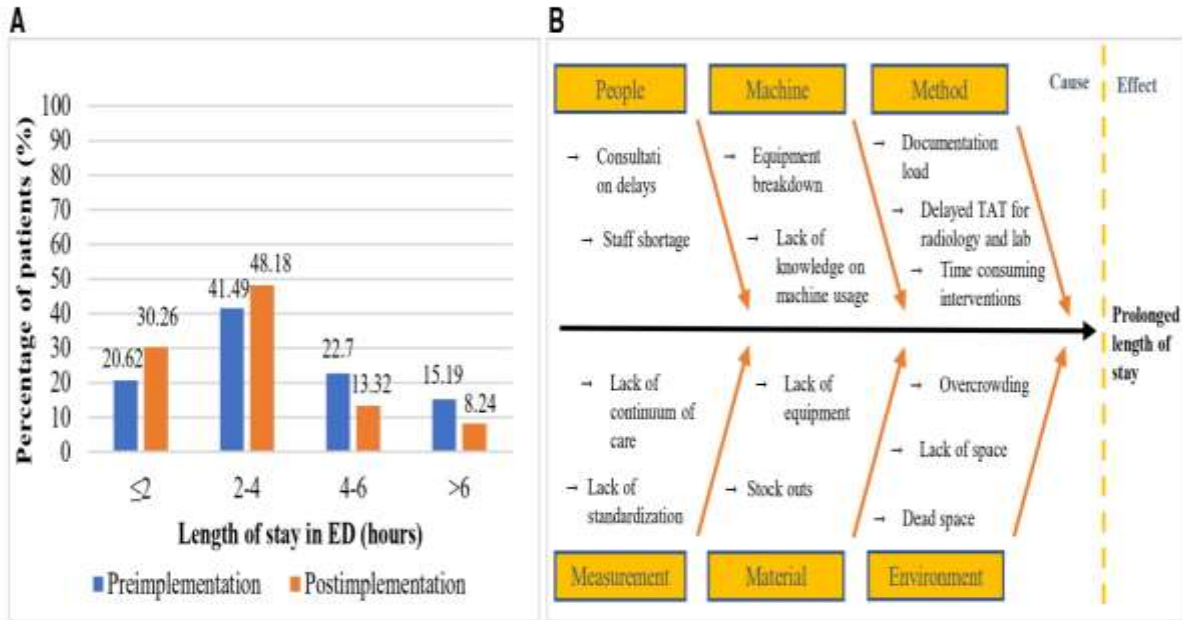 A
Percentage of patients (%)
100
90
80
70
60
50
40
30
20
10
0
20.62
30.26
41.49
48.18
22.7
13.32
15.19
8.24
≤2
2-4
4-6
>6
Length of stay in ED (hours)
Preimplementation
Postimplementation
B
People
Machine
Method
Cause
Effect
→ Consultati
on delays
→ Staff shortage
→ Equipment
breakdown
→ Lack of
knowledge on
machine usage
→ Documentation
load
→ Delayed TAT for
radiology and lab
→ Time consuming
interventions
Prolonged
length of
stay
→ Lack of
continuum of
care
→ Lack of
standardization
→ Lack of
equipment
→ Stock outs
→ Overcrowding
→ Lack of space
→ Dead space
Measurement
Material
Environment